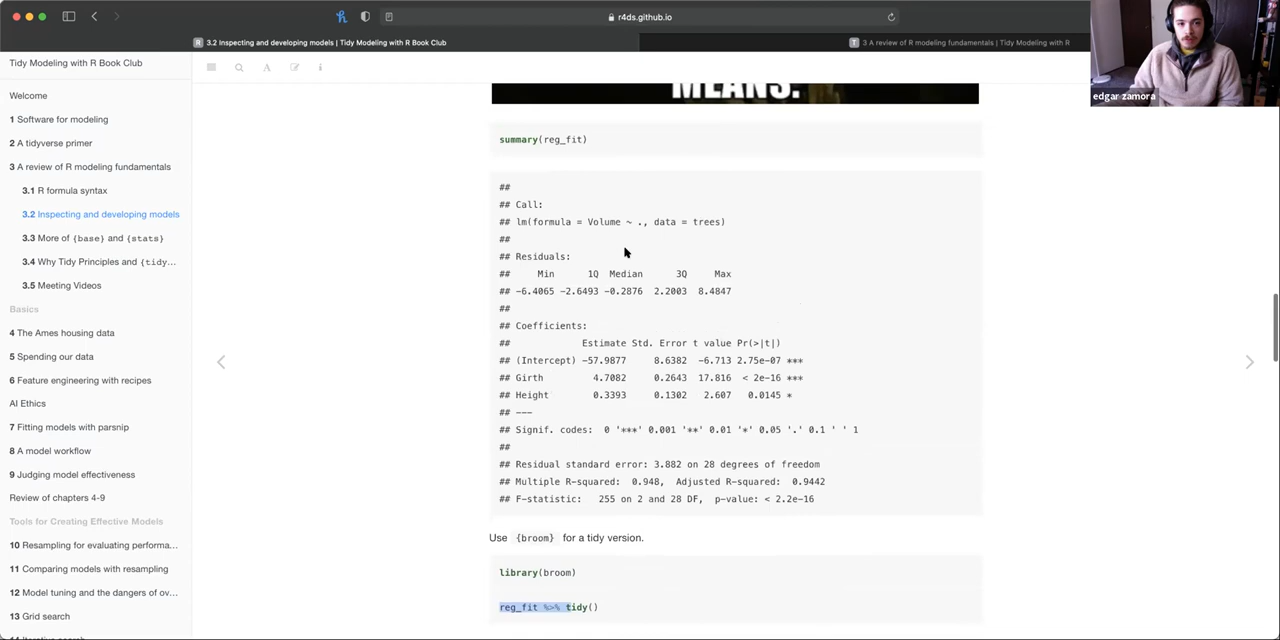 r4ds.github.io
R 3.2 Inspecting and developing models | Tidy Modeling with R Book Club
T 3 A review of R modeling fundamentals | Tidy Modeling with R
edgar zamora
Tidy Modeling with R Book Club
Welcome
1 Software for modeling
2 A tidyverse primer
3 A review of R modeling fundamentals
3.1 R formula syntax
3.2 Inspecting and developing models
3.3 More of {base} and {stats}
3.4 Why Tidy Principles and {tidy...
3.5 Meeting Videos
Basics
4 The Ames housing data
5 Spending our data
6 Feature engineering with recipes
AI Ethics
7 Fitting models with parsnip
8 A model workflow
9 Judging model effectiveness
Review of chapters 4-9
Tools for Creating Effective Models
10 Resampling for evaluating performa...
11 Comparing models with resampling
12 Model tuning and the dangers of ov...
13 Grid search
14 Iterative search
A
i
MEANS.
summary(reg_fit)
##
## Call:
## lm(formula = Volume ~ ., data = trees)
##
## Residuals:
##     Min      1Q  Median      3Q     Max
## -6.4065 -2.6493 -0.2876  2.2003  8.4847
##
## Coefficients:
##             Estimate Std. Error t value Pr(>|t|)
## (Intercept) -57.9877     8.6382  -6.713 2.75e-07 ***
## Girth         4.7082     0.2643  17.816  < 2e-16 ***
## Height        0.3393     0.1302   2.607   0.0145 *
## ---
## Signif. codes:  0 '***' 0.001 '**' 0.01 '*' 0.05 '.' 0.1 ' ' 1
##
## Residual standard error: 3.882 on 28 degrees of freedom
## Multiple R-squared:  0.948, Adjusted R-squared:  0.9442
## F-statistic:   255 on 2 and 28 DF,  p-value: < 2.2e-16
Use {broom} for a tidy version.
library(broom)
reg_fit %>% tidy()